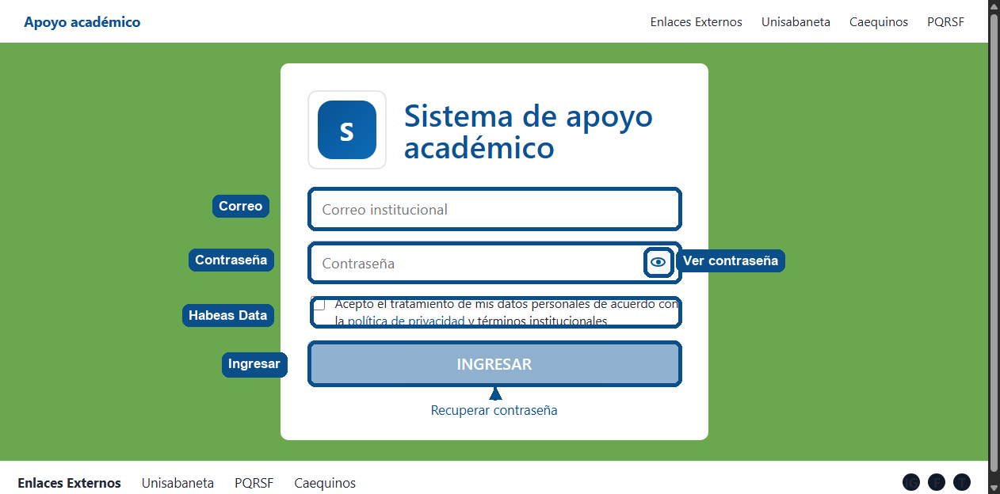 Apoyo académico
Enlaces Externos Unisabaneta Caequinos PQRSF
S
Sistema de apoyo
académico
Correo
Correo institucional
Contraseña
Contraseña
Ver contraseña
Habeas Data
Acepto el tratamiento de mis datos personales de acuerdo con
la política de privacidad y términos institucionales
Ingresar
INGRESAR
Recuperar contraseña
Enlaces Externos Unisabaneta PQRSF Caequinos
IG F T